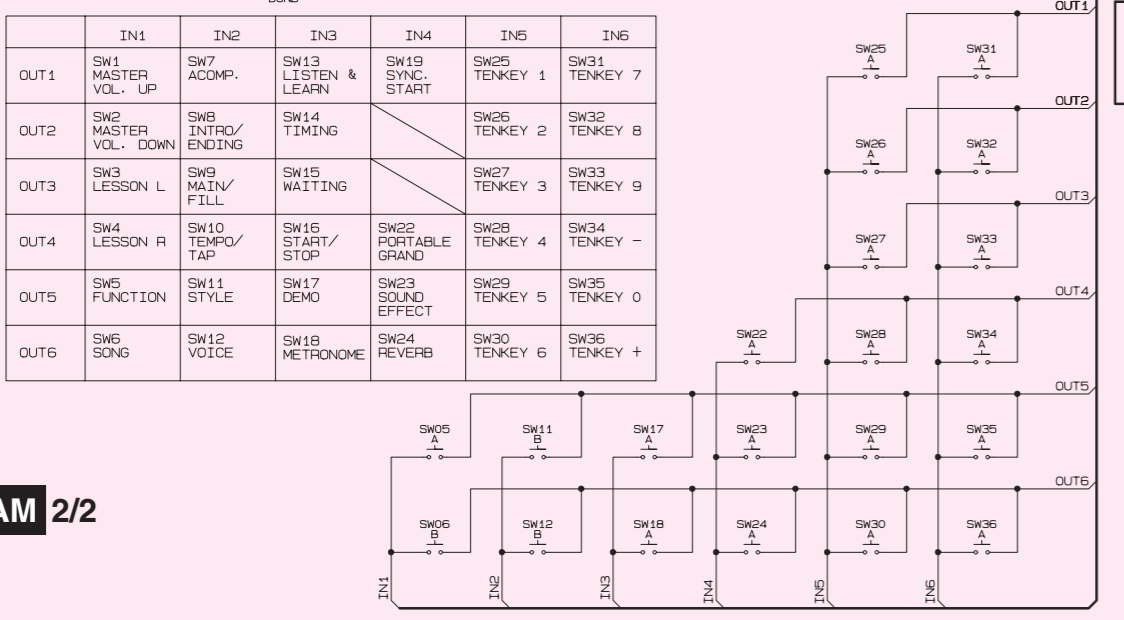 IN1 IN2 IN3 IN4 IN5 IN6
OUT1
SW1
MASTER
VOL. UP
SW7
ACOMP.
SW13
LISTEN &
LEARN
SW19
SYNC.
START
SW25
TENKEY 1
SW31
TENKEY 7
OUT2
SW2
MASTER
VOL. DOWN
SW8
INTRO/
ENDING
SW14
TIMING
SW26
TENKEY 2
SW32
TENKEY 8
OUT3
SW3
LESSON L
SW9
MAIN/
FILL
SW15
WAITING
SW27
TENKEY 3
SW33
TENKEY 9
OUT4
SW4
LESSON R
SW10
TEMPO/
TAP
SW16
START/
STOP
SW22
PORTABLE
GRAND
SW28
TENKEY 4
SW34
TENKEY -
OUT5
SW5
FUNCTION
SW11
STYLE
SW17
DEMO
SW23
SOUND
EFFECT
SW29
TENKEY 5
SW35
TENKEY 0
OUT6
SW6
SONG
SW12
VOICE
SW18
METRONOME
SW24
REVERB
SW30
TENKEY 6
SW36
TENKEY +
OUT1
SW25
A
SW31
A
OUT2
SW26
A
SW32
A
OUT3
SW27
A
SW33
A
OUT4
SW22
A
SW28
A
SW34
A
OUT5
SW05
A
SW11
B
SW17
A
SW23
A
SW29
A
SW35
A
OUT6
SW06
B
SW12
B
SW18
A
SW24
A
SW30
A
SW36
A
IN1
IN2
IN3
IN4
IN5
IN6
AM 2/2